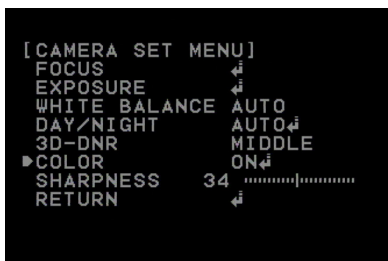 [CAMERA SET MENU]
FOCUS ↲
EXPOSURE ↲
WHITE BALANCE AUTO
DAY/NIGHT AUTO↲
3D-DNR MIDDLE
COLOR ON↲
SHARPNESS 34
RETURN ↲